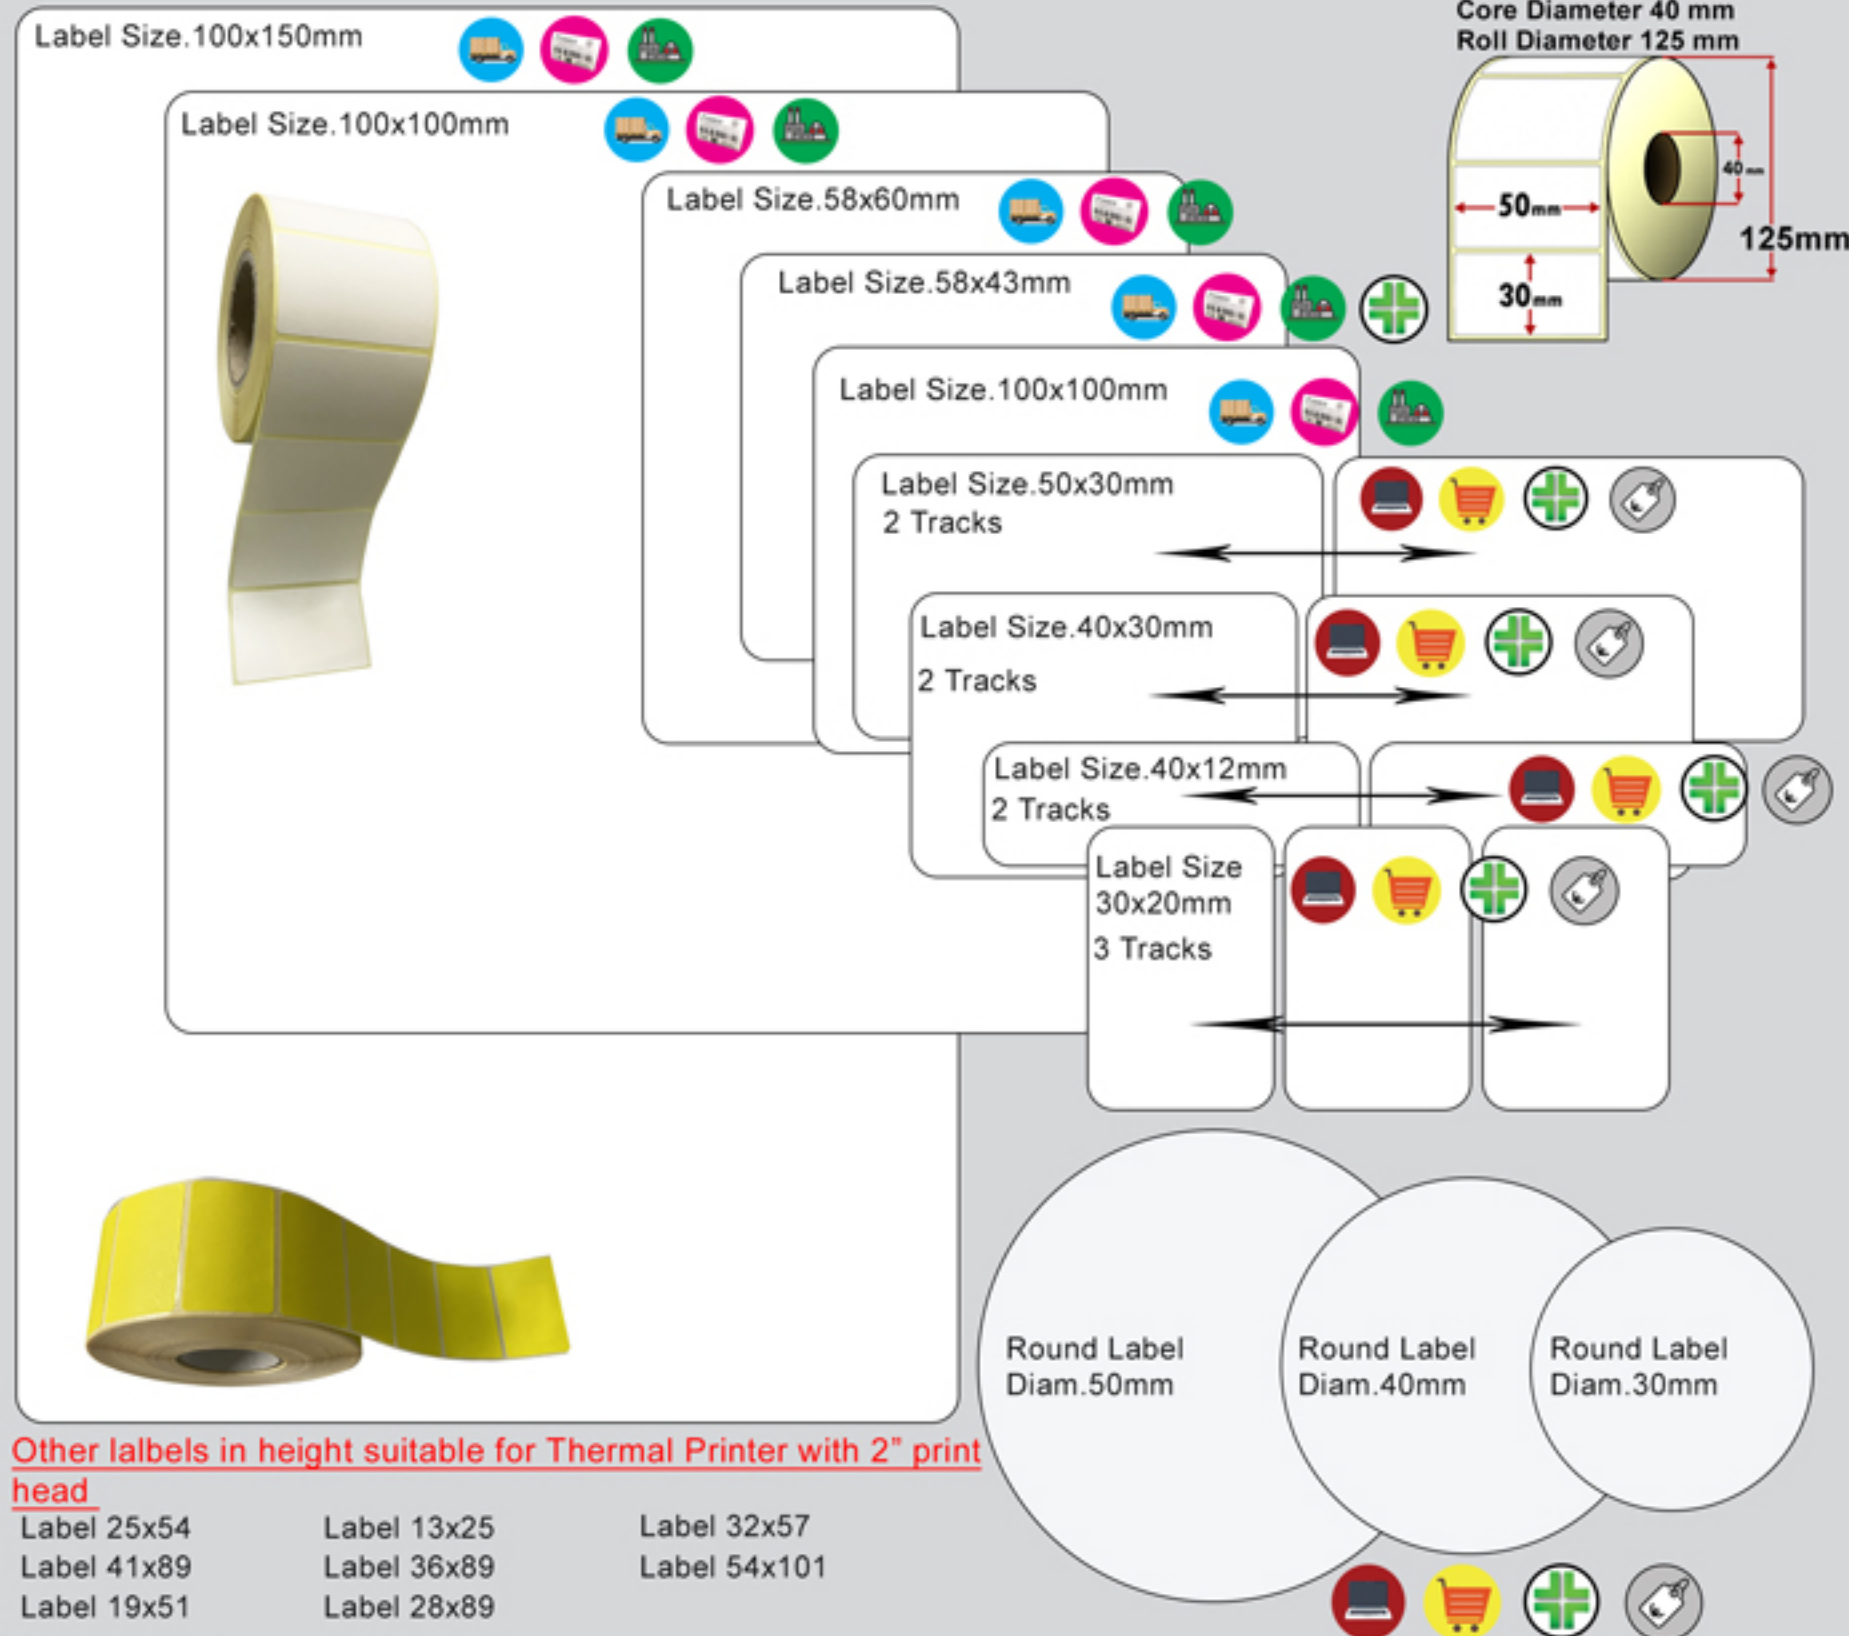 Core Diameter 40 mm
Roll Diameter 125 mm
Label Size.100x150mm
Label Size.100x100mm
Label Size.58x60mm
40mm
50mm
125mm
Label Size.58x43mm
30mm
Label Size.100x100mm
Label Size.50x30mm
2 Tracks
Label Size.40x30mm
2 Tracks
Label Size.40x12mm
2 Tracks
Label Size
30x20mm
3 Tracks
Round Label
Diam.50mm
Round Label
Diam.40mm
Round Label
Diam.30mm
Other lalbels in height suitable for Thermal Printer with 2” print
head
Label 25x54
Label 13x25
Label 32x57
Label 41x89
Label 36x89
Label 54x101
Label 19x51
Label 28x89